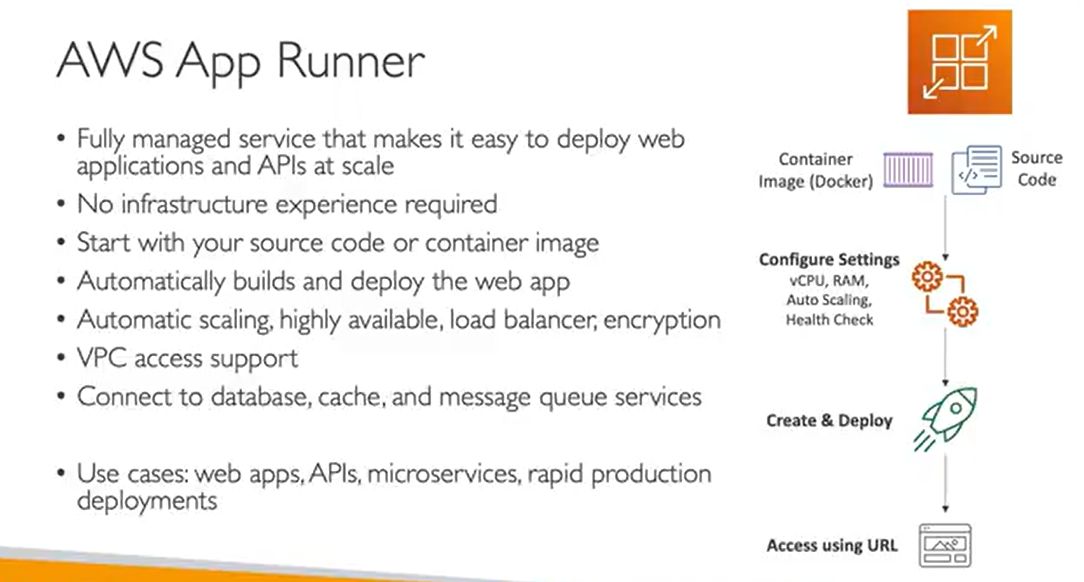 AWS App Runner
• Fully managed service that makes it easy to deploy web
applications and APIs at scale
• No infrastructure experience required
• Start with your source code or container image
• Automatically builds and deploy the web app
• Automatic scaling, highly available, load balancer, encryption
• VPC access support
• Connect to database, cache, and message queue services
• Use cases: web apps, APIs, microservices, rapid production
deployments
Container
Image (Docker)
Source
Code
</>
Configure Settings
vCPU, RAM,
Auto Scaling,
Health Check
Create & Deploy
Access using URL